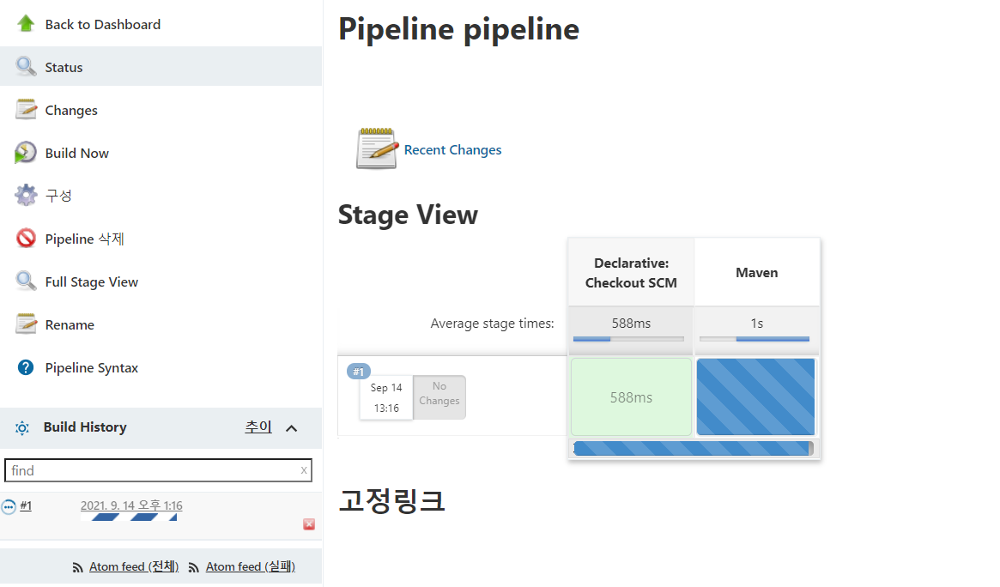 Back to Dashboard
Status
Changes
Build Now
구성
Pipeline 삭제
Full Stage View
Rename
Pipeline Syntax
Build History 추이
find x
#1 2021. 9. 14 오후 1:16
Atom feed (전체) Atom feed (실패)
Pipeline pipeline
Recent Changes
Stage View
Declarative:
Checkout SCM
Maven
Average stage times: 588ms 1s
#1
Sep 14
13:16
No
Changes
588ms
고정링크